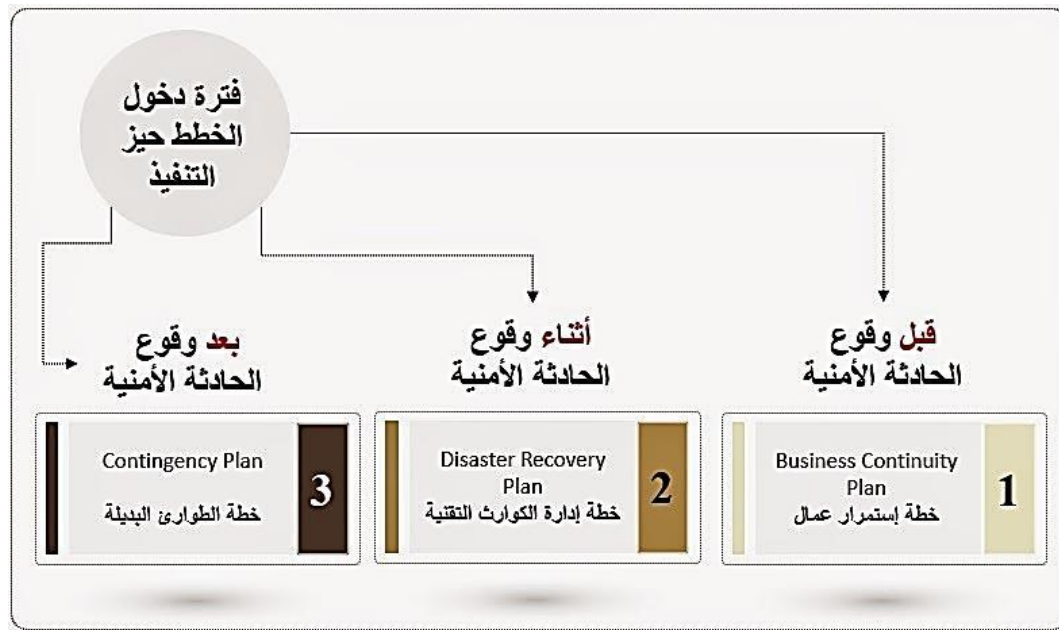 فترة دخول
الخطط حيز
التنفيذ
قبل وقوع
الحادثة الأمنية
1
Business Continuity
Plan
خطة إستمرار عمال
أثناء وقوع
الحادثة الأمنية
2
Disaster Recovery
Plan
خطة إدارة الكوارث التقنية
بعد وقوع
الحادثة الأمنية
3
Contingency Plan
خطة الطوارئ البديلة